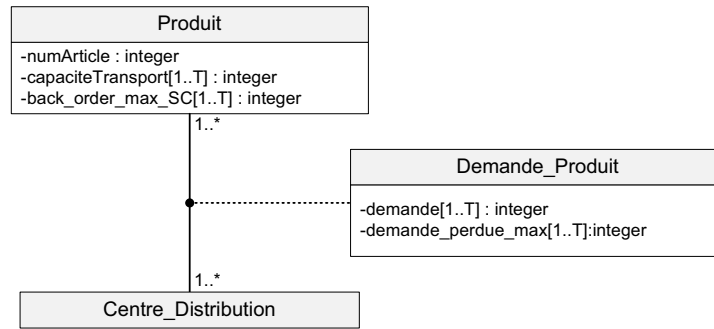 Produit
-numArticle : integer
-capaciteTransport[1..T] : integer
-back_order_max_SC[1..T] : integer
1..*
Demande_Produit
-demande[1..T] : integer
-demande_perdue_max[1..T]:integer
1..*
Centre_Distribution